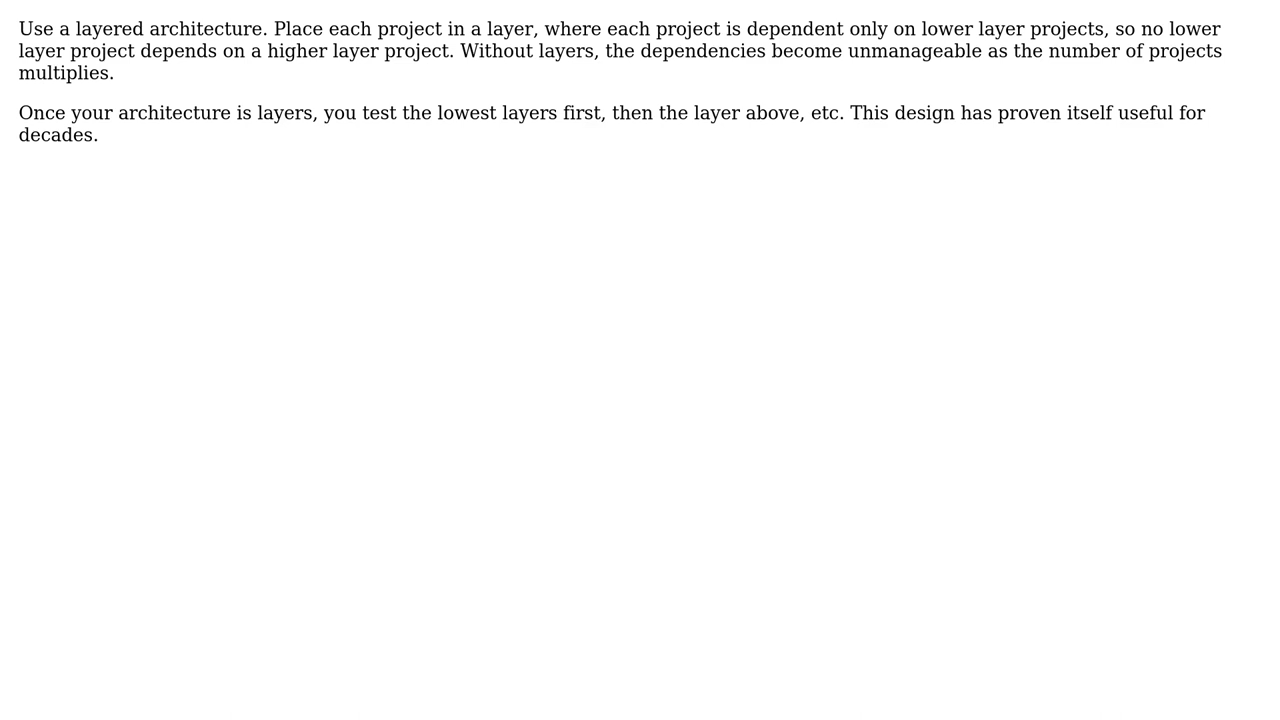 Use a layered architecture. Place each project in a layer, where each project is dependent only on lower layer projects, so no lower
layer project depends on a higher layer project. Without layers, the dependencies become unmanageable as the number of projects
multiplies.
Once your architecture is layers, you test the lowest layers first, then the layer above, etc. This design has proven itself useful for
decades.